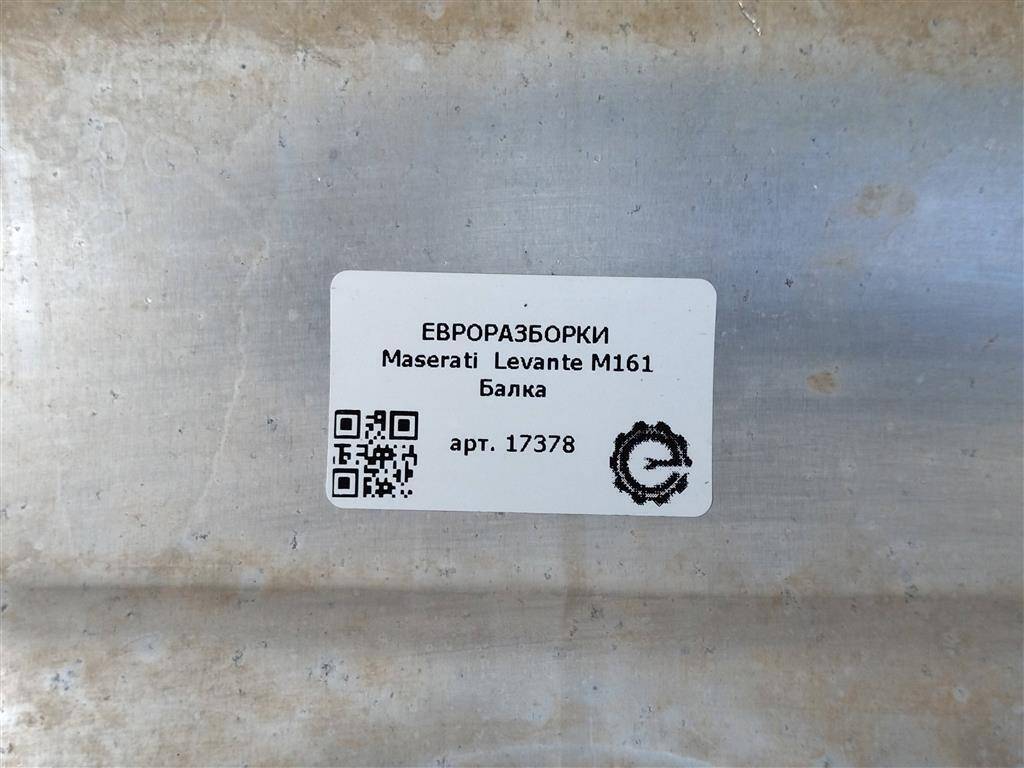 ЕВРОРАЗБОРКИ
Maserati Levante M161
Балка
арт. 17378